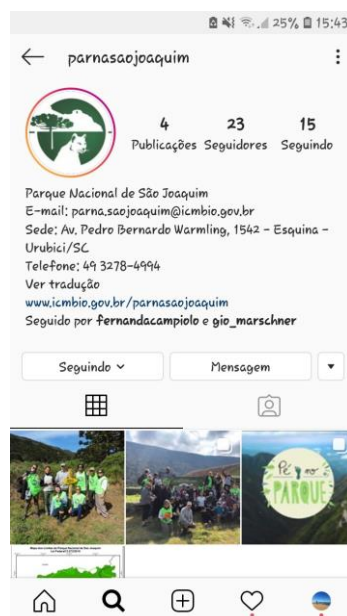 25% 15:43
parnasaojoaquim
4 23 15
Publicações Seguidores Seguindo
Parque Nacional de São Joaquim
E-mail: parna.saojoaquim@icmbio.gov.br
Sede: Av. Pedro Bernardo Warmling, 1542 - Esquina -
Urubici/SC
Telefone: 49 3278-4994
Ver tradução
www.icmbio.gov.br/parnasaojoaquim
Seguido por fernandacampiolo e gio_marschner
Seguindo Mensagem
Pé no
PARQUE